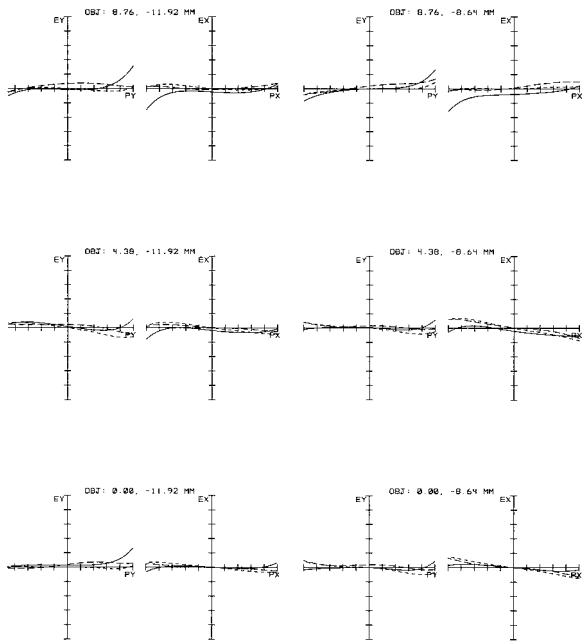 OBJ: 8.76, -11.92 MM
OBJ: 8.76, -8.64 MM
EY
EX
EY
EX
PY
PX
PY
PX
OBJ: 4.38, -11.92 MM
OBJ: 4.38, -8.64 MM
EY
EX
EY
EX
PY
PX
PY
PX
OBJ: 0.00, -11.92 MM
OBJ: 0.00, -8.64 MM
EY
EX
EY
EX
PY
PX
PY
PX